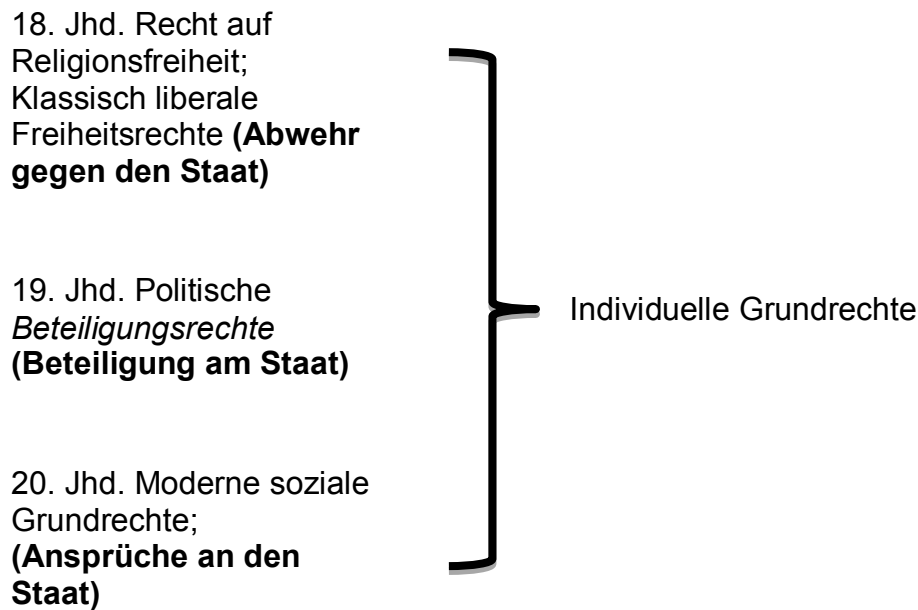 18. Jhd. Recht auf
Religionsfreiheit;
Klassisch liberale
Freiheitsrechte (Abwehr
gegen den Staat)
19. Jhd. Politische
Beteiligungsrechte
(Beteiligung am Staat)
Individuelle Grundrechte
20. Jhd. Moderne soziale
Grundrechte;
(Ansprüche an den
Staat)